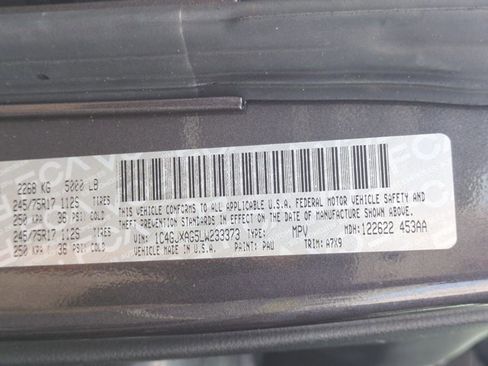 2268 KG 5000 LB
245/75R17 112S TIRES
250 KPA / 36 PSI COLD
245/75R17 112S TIRES
250 KPA / 36 PSI COLD
THIS VEHICLE CONFORMS TO ALL APPLICABLE U.S.A. FEDERAL MOTOR VEHICLE SAFETY,
BUMPER AND THEFT PREVENTION STANDARDS IN EFFECT ON THE DATE OF MANUFACTURE SHOWN ABOVE
VIN: 1C4GJXAG5LW233373 TYPE: MPV MDH: 122622 453AA
VEHICLE MADE IN U.S.A. PAINT: PAU TRIM: A7X9